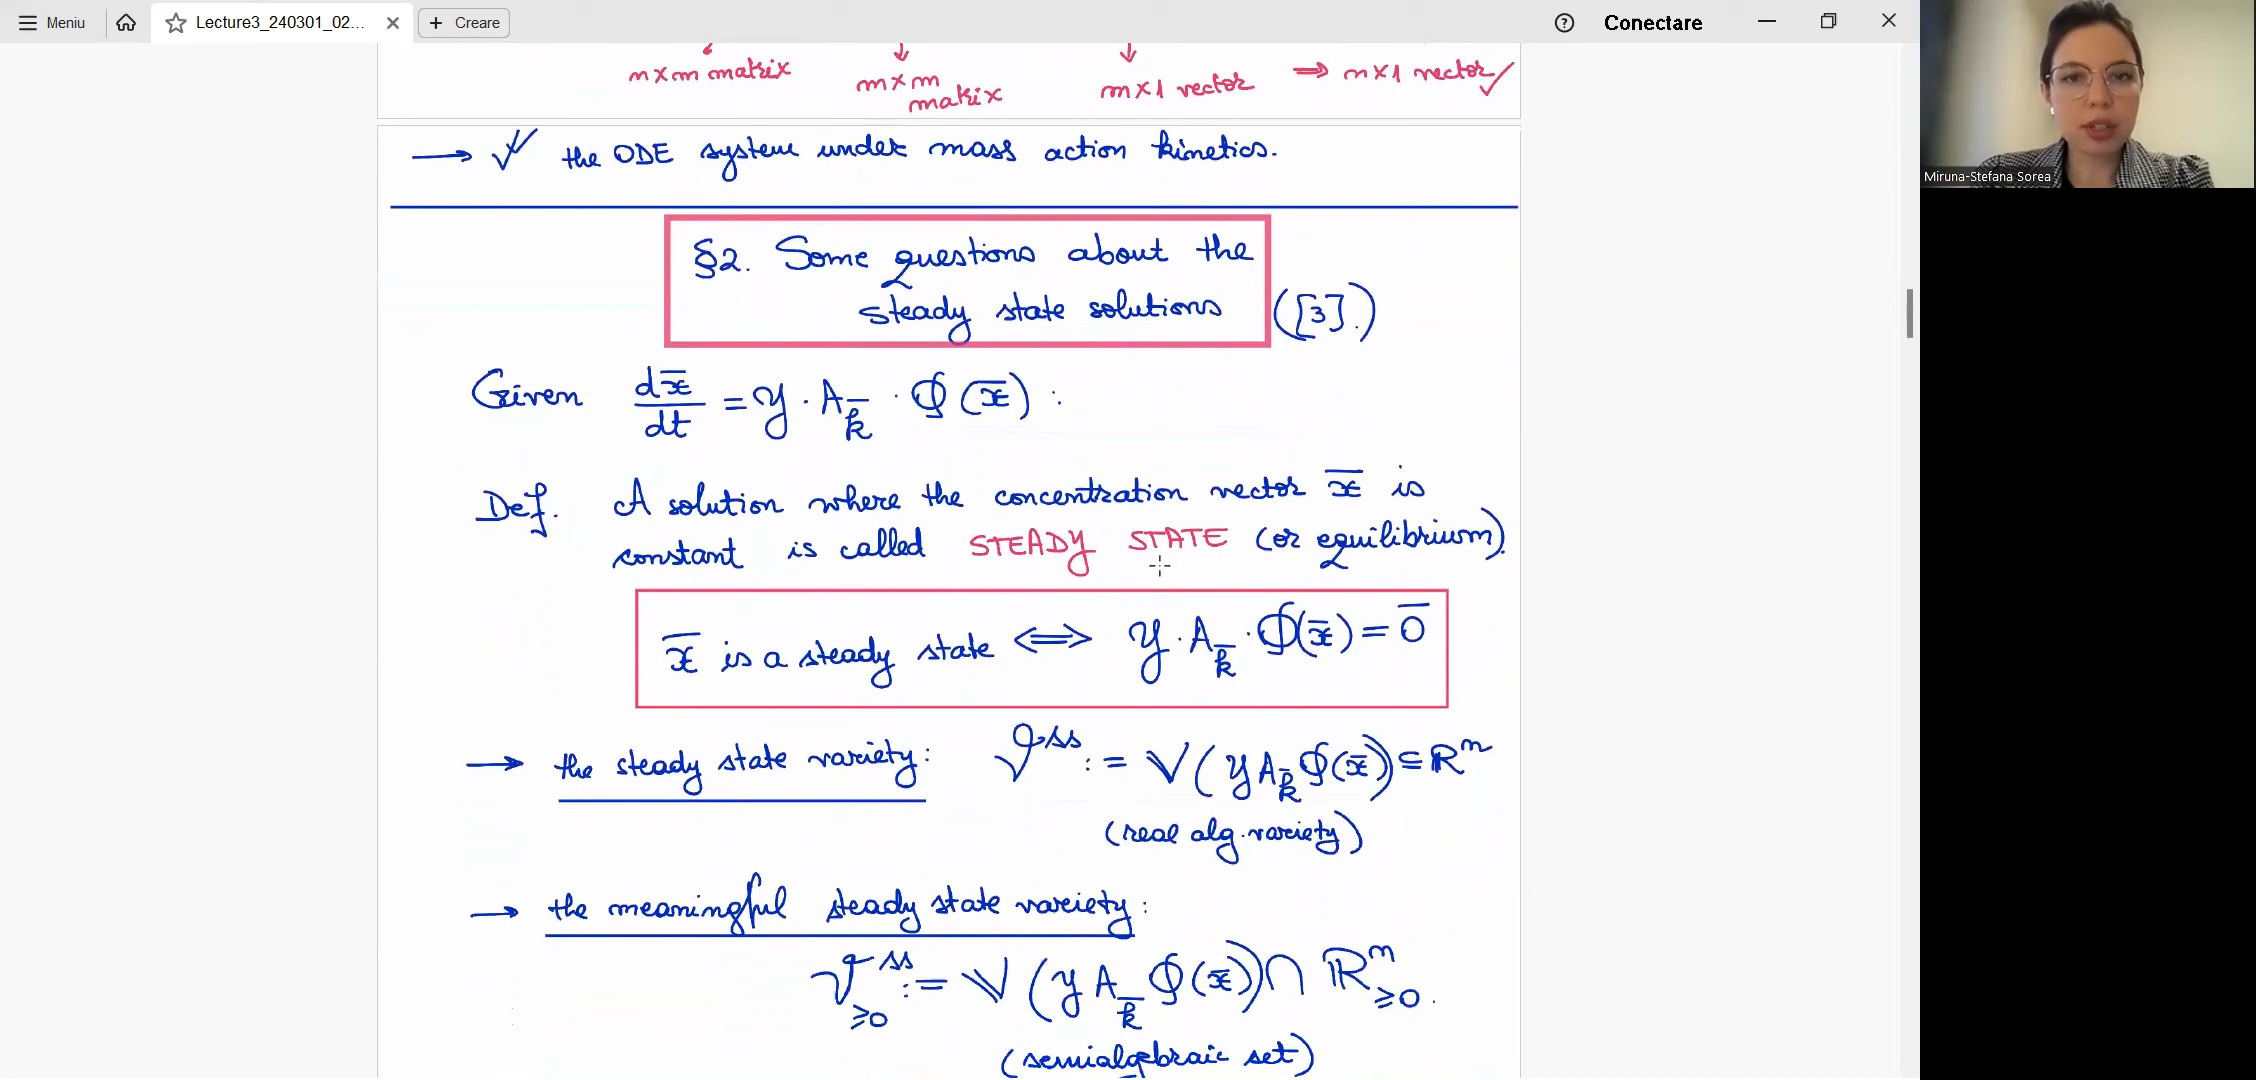 Meniu
Lecture3_240301_02...
Creare
Conectare
Miruna-Stefana Sorea
m×m matrix
m×m matrix
m×1 vector
⇒ m×1 vector ✓
→ ✓ the ODE system under mass action kinetics.
§2. Some questions about the
steady state solutions ([3].)
Given dx̅/dt = Y · A_k̅ · Φ(x̅) :
Def. A solution where the concentration vector x̅ is
constant is called STEADY STATE (or equilibrium).
x̅ is a steady state ⟺ Y · A_k̅ · Φ(x̅) = 0̅
→ the steady state variety: 𝒱^ss := V(Y A_k̅ Φ(x̅)) ⊆ ℝ^n
(real alg. variety)
→ the meaningful steady state variety:
𝒱^ss_≥0 := V(Y A_k̅ Φ(x̅)) ∩ ℝ^n_≥0.
(semialgebraic set)